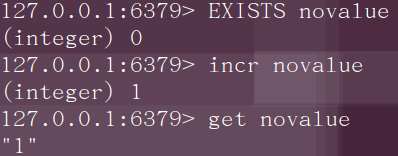 127.0.0.1:6379> EXISTS novalue
(integer) 0
127.0.0.1:6379> incr novalue
(integer) 1
127.0.0.1:6379> get novalue
"1"